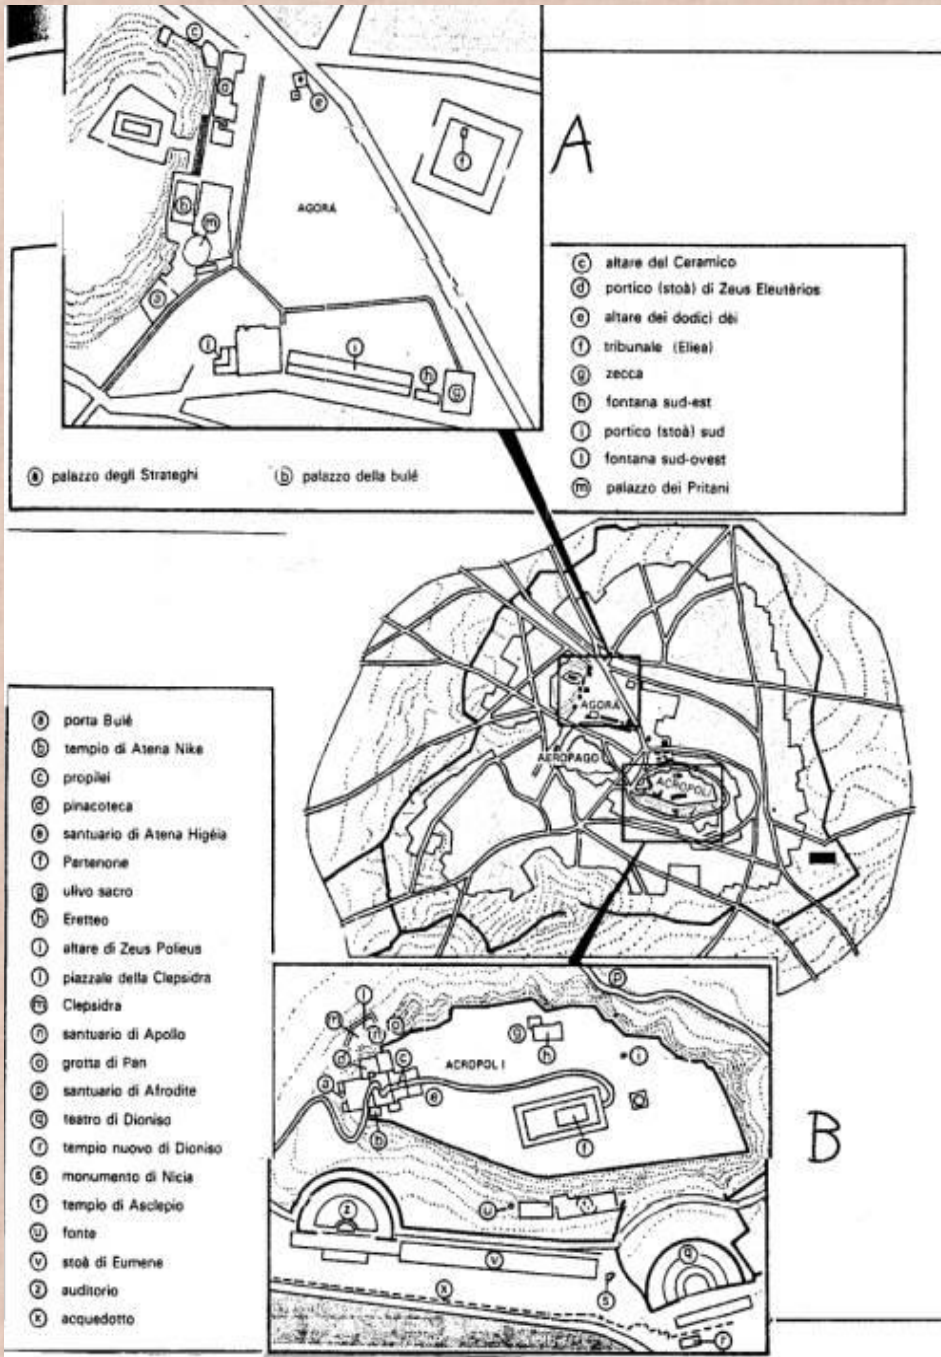 A
AGORÁ
c
d
e
f
b
m
a
l
i
h
g
c altare del Ceramico
d portico (stoà) di Zeus Eleutèrios
e altare dei dodici dèi
f tribunale (Eliea)
g zecca
h fontana sud-est
i portico (stoà) sud
l fontana sud-ovest
m palazzo dei Pritani
a palazzo degli Strateghi
b palazzo della bulé
AGORÁ
AEROPAGO
ACROPOLI
a porta Bulé
b tempio di Atena Nike
c propilei
d pinacoteca
e santuario di Atena Higéia
f Partenone
g ulivo sacro
h Eretteo
i altare di Zeus Polieus
l piazzale della Clepsidra
m Clepsidra
n santuario di Apollo
o grotta di Pan
p santuario di Afrodite
q teatro di Dioniso
r tempio nuovo di Dioniso
s monumento di Nicia
t tempio di Asclepio
u fonte
v stoà di Eumene
z auditorio
x acquedotto
p
l
m
n
o
g
h
i
d
c
ACROPOLI
a
e
f
B
u
t
z
v
q
x
s
r